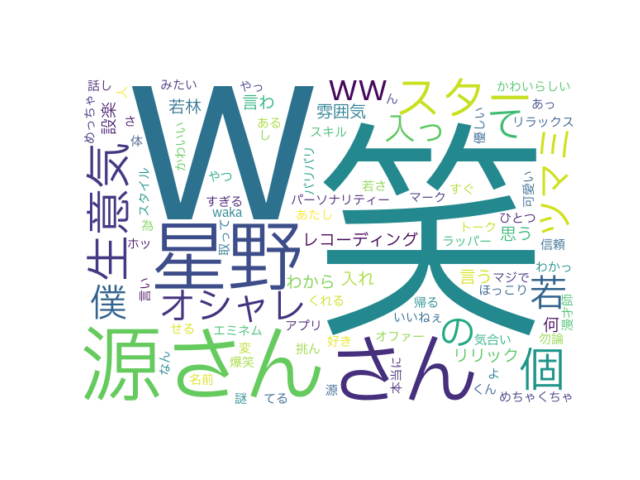 話し
人
みたい
やっ
W
ww
ん
スター
て
かわいらしい
あっ
めっちゃ
設楽
さ
若林
言わ
雰囲気
入っ
優しい
リラックス
体
かわいい
ある
し
スキル
笑
生意気
スタイル
やつ
バリバリ
若さ
すぐ
可愛い
ツマミ
星野
すぎる
パーソナリティー
マーク
waka
あたし
トーク
ひとつ
為
ホッ
取って
レコーディング
ラッパー
思う
信頼
僕
言い
オシャレ
わから
入れ
言う
マジで
わかっ
ほっこり
若
漫才師
くれる
帰る
いいねぇ
の
何
せる
エミネム
アプリ
オファー
気合い
勿論
源さん
さん
なん
変
爆笑
挑ん
好き
本当に
リリック
個
名前
謎
てる
源
くん
よ
めちゃくちゃ